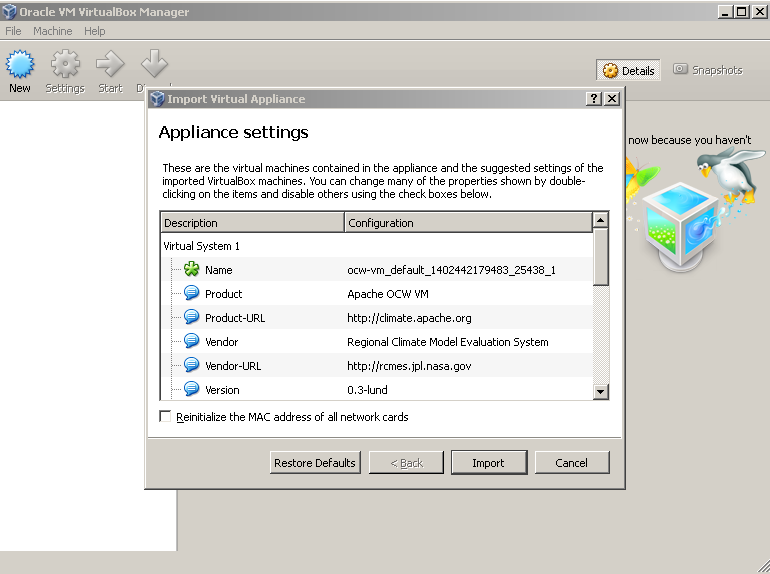 Oracle VM VirtualBox Manager
File Machine Help
New Settings Start
Details Snapshots
now because you haven't
Import Virtual Appliance
Appliance settings
These are the virtual machines contained in the appliance and the suggested settings of the
imported VirtualBox machines. You can change many of the properties shown by double-
clicking on the items and disable others using the check boxes below.
Description Configuration
Virtual System 1
Name ocw-vm_default_1402442179483_25438_1
Product Apache OCW VM
Product-URL http://climate.apache.org
Vendor Regional Climate Model Evaluation System
Vendor-URL http://rcmes.jpl.nasa.gov
Version 0.3-lund
Reinitialize the MAC address of all network cards
Restore Defaults < Back Import Cancel